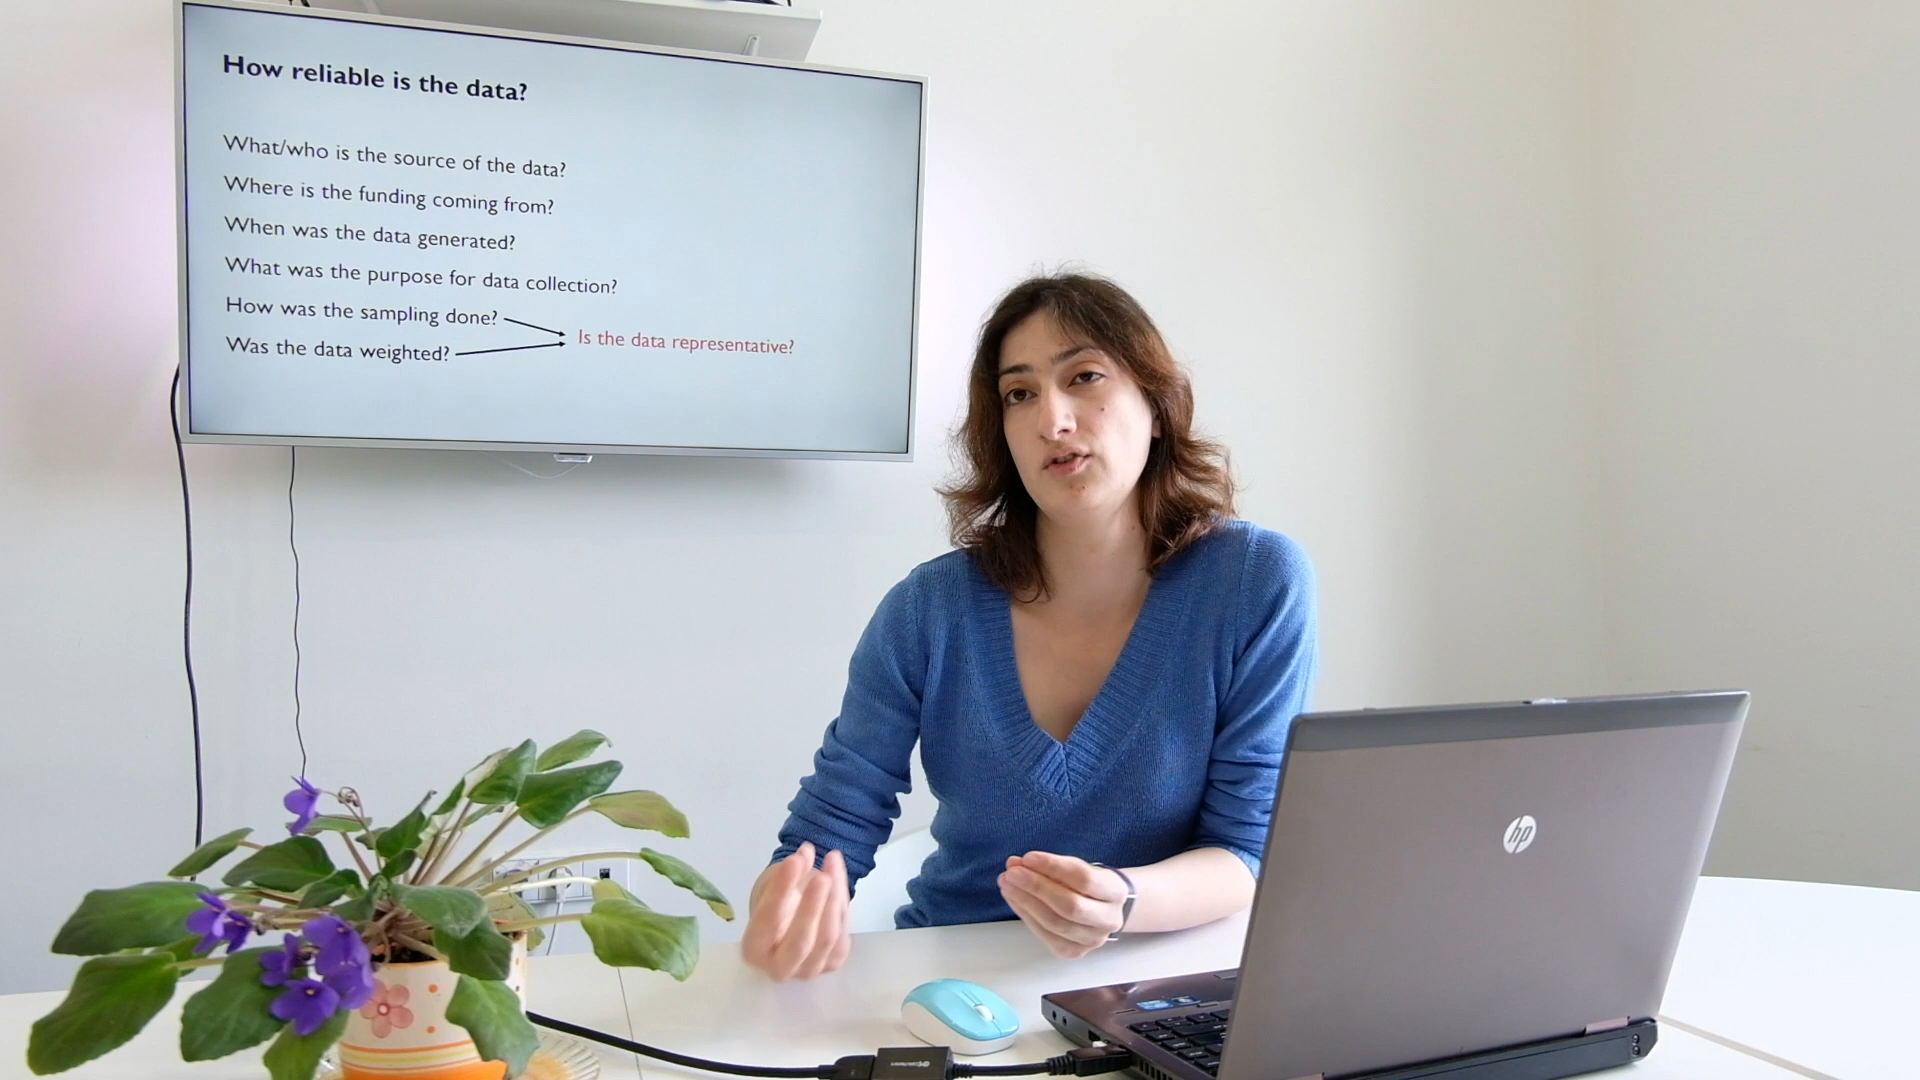 How reliable is the data?
What/who is the source of the data?
Where is the funding coming from?
When was the data generated?
What was the purpose for data collection?
How was the sampling done?
Is the data representative?
Was the data weighted?
hp